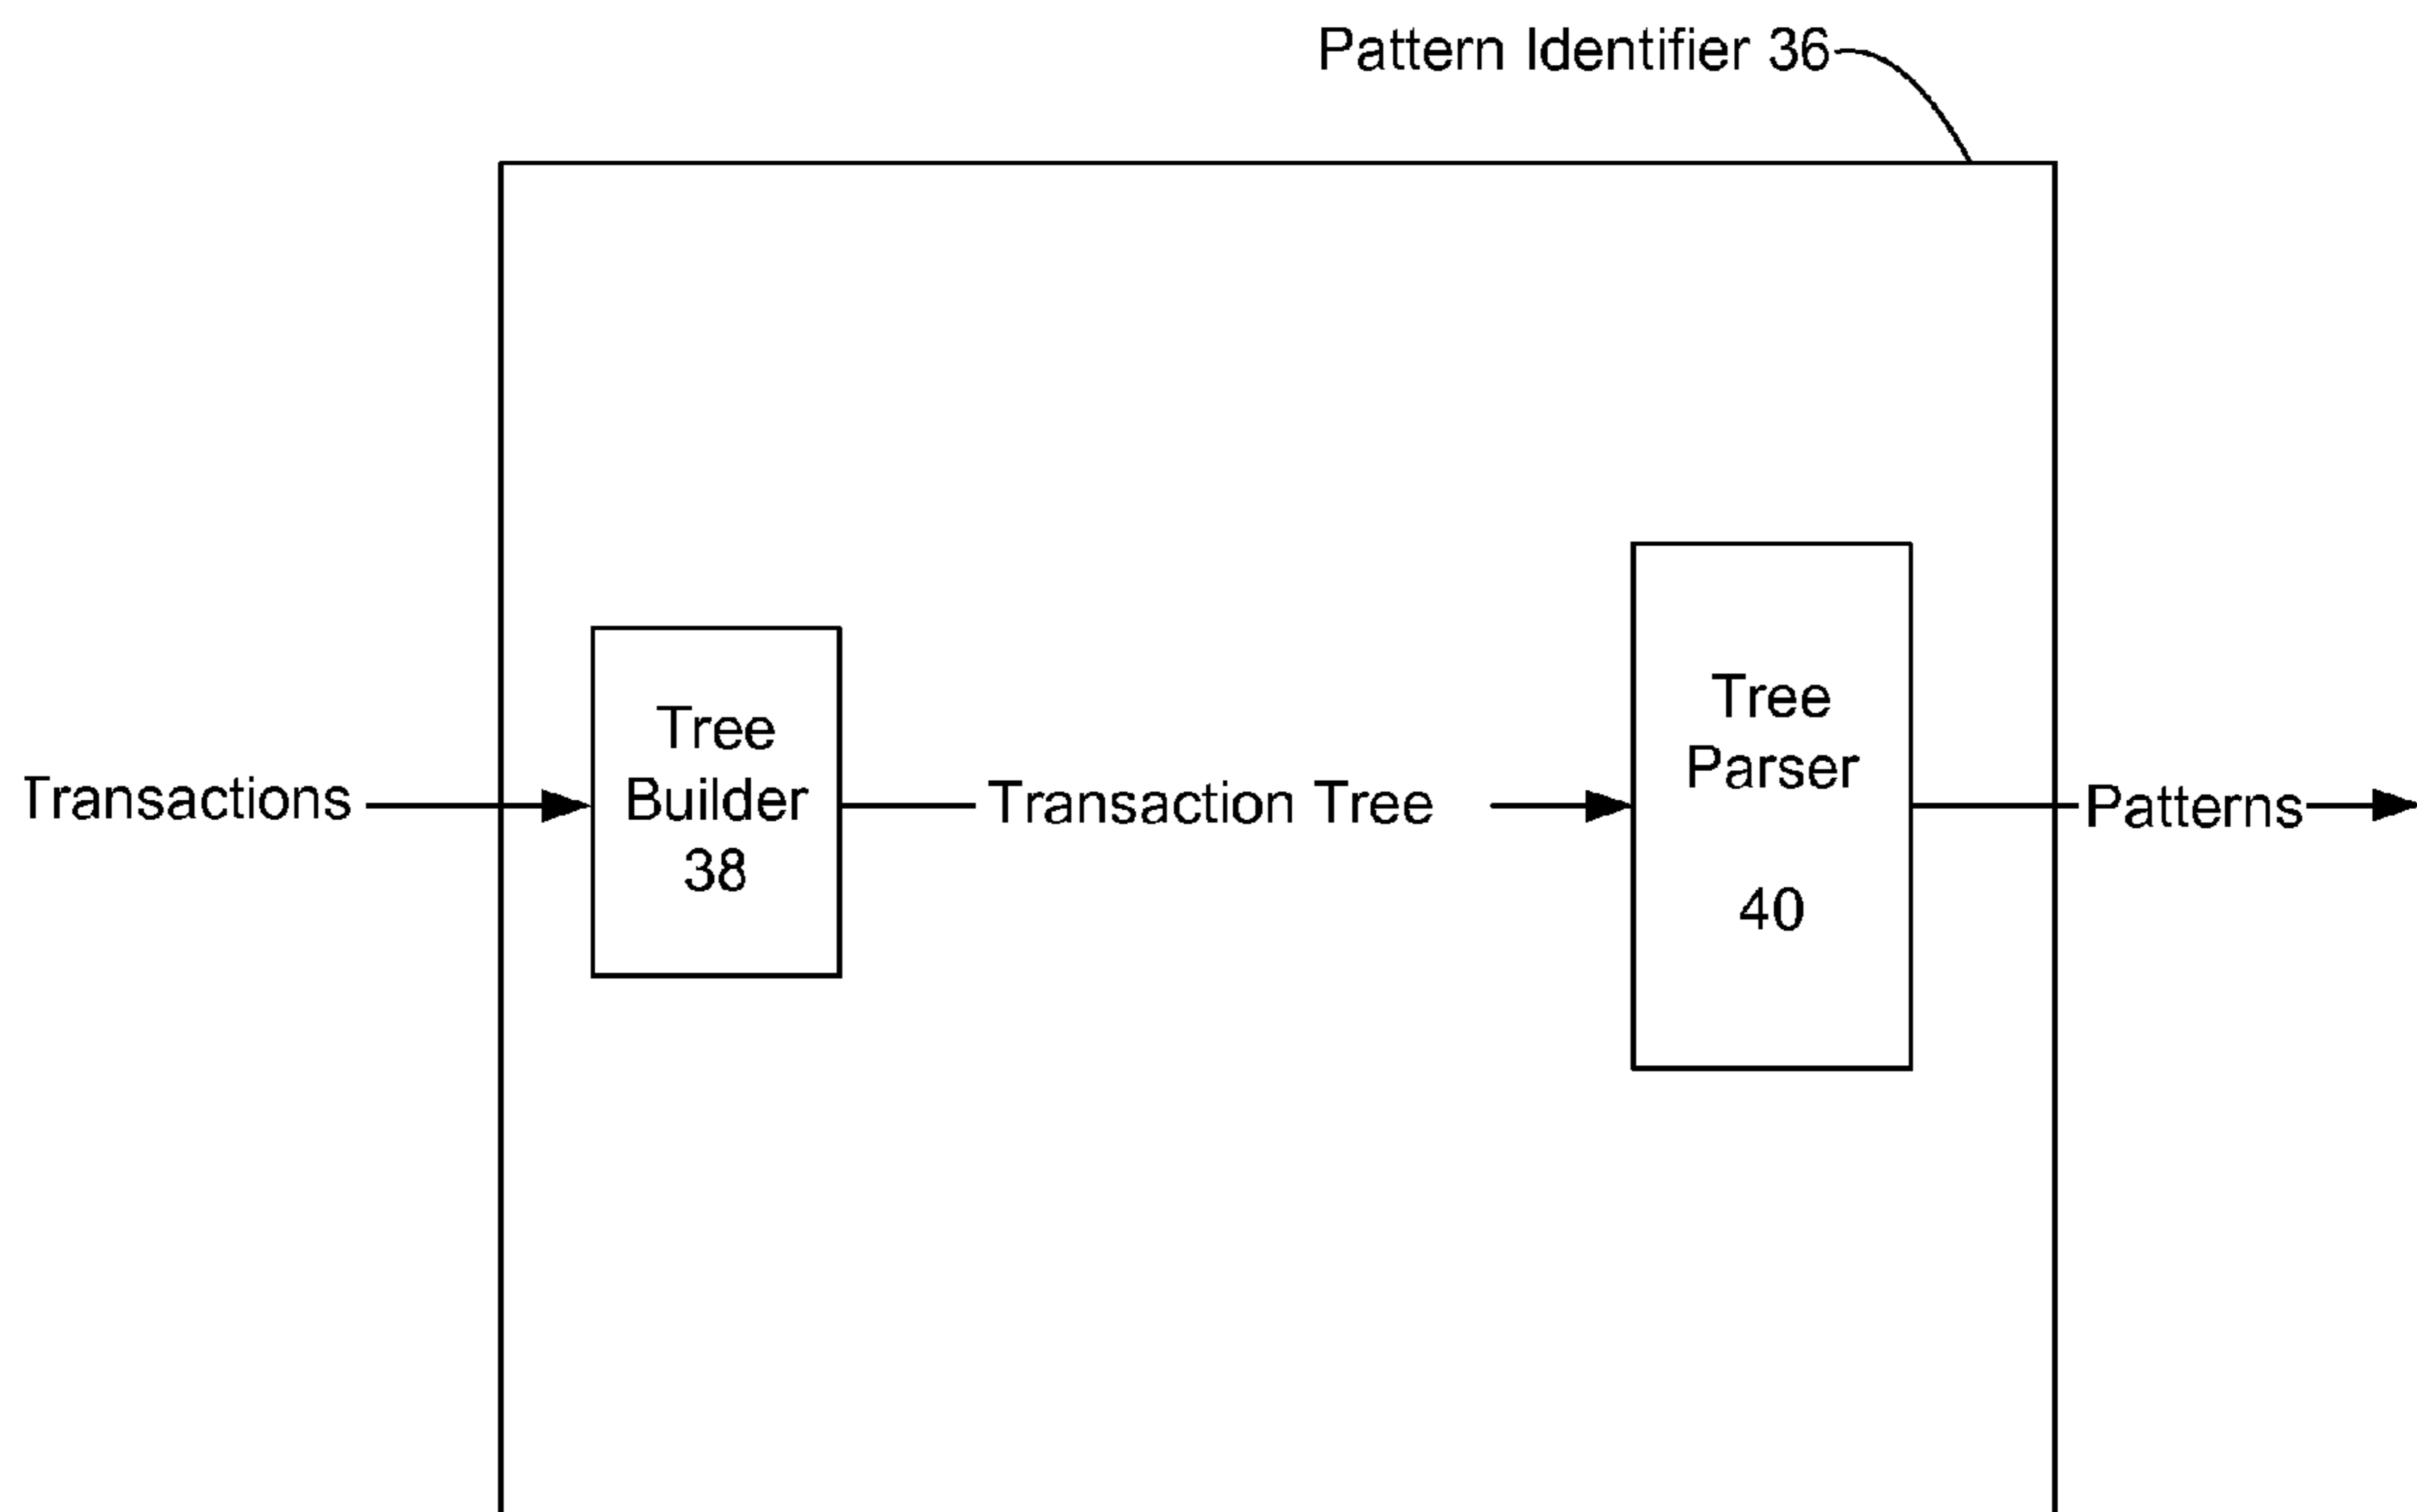 Pattern Identifier 36
Transactions
Tree
Builder
38
Transaction Tree
Tree
Parser
40
Patterns